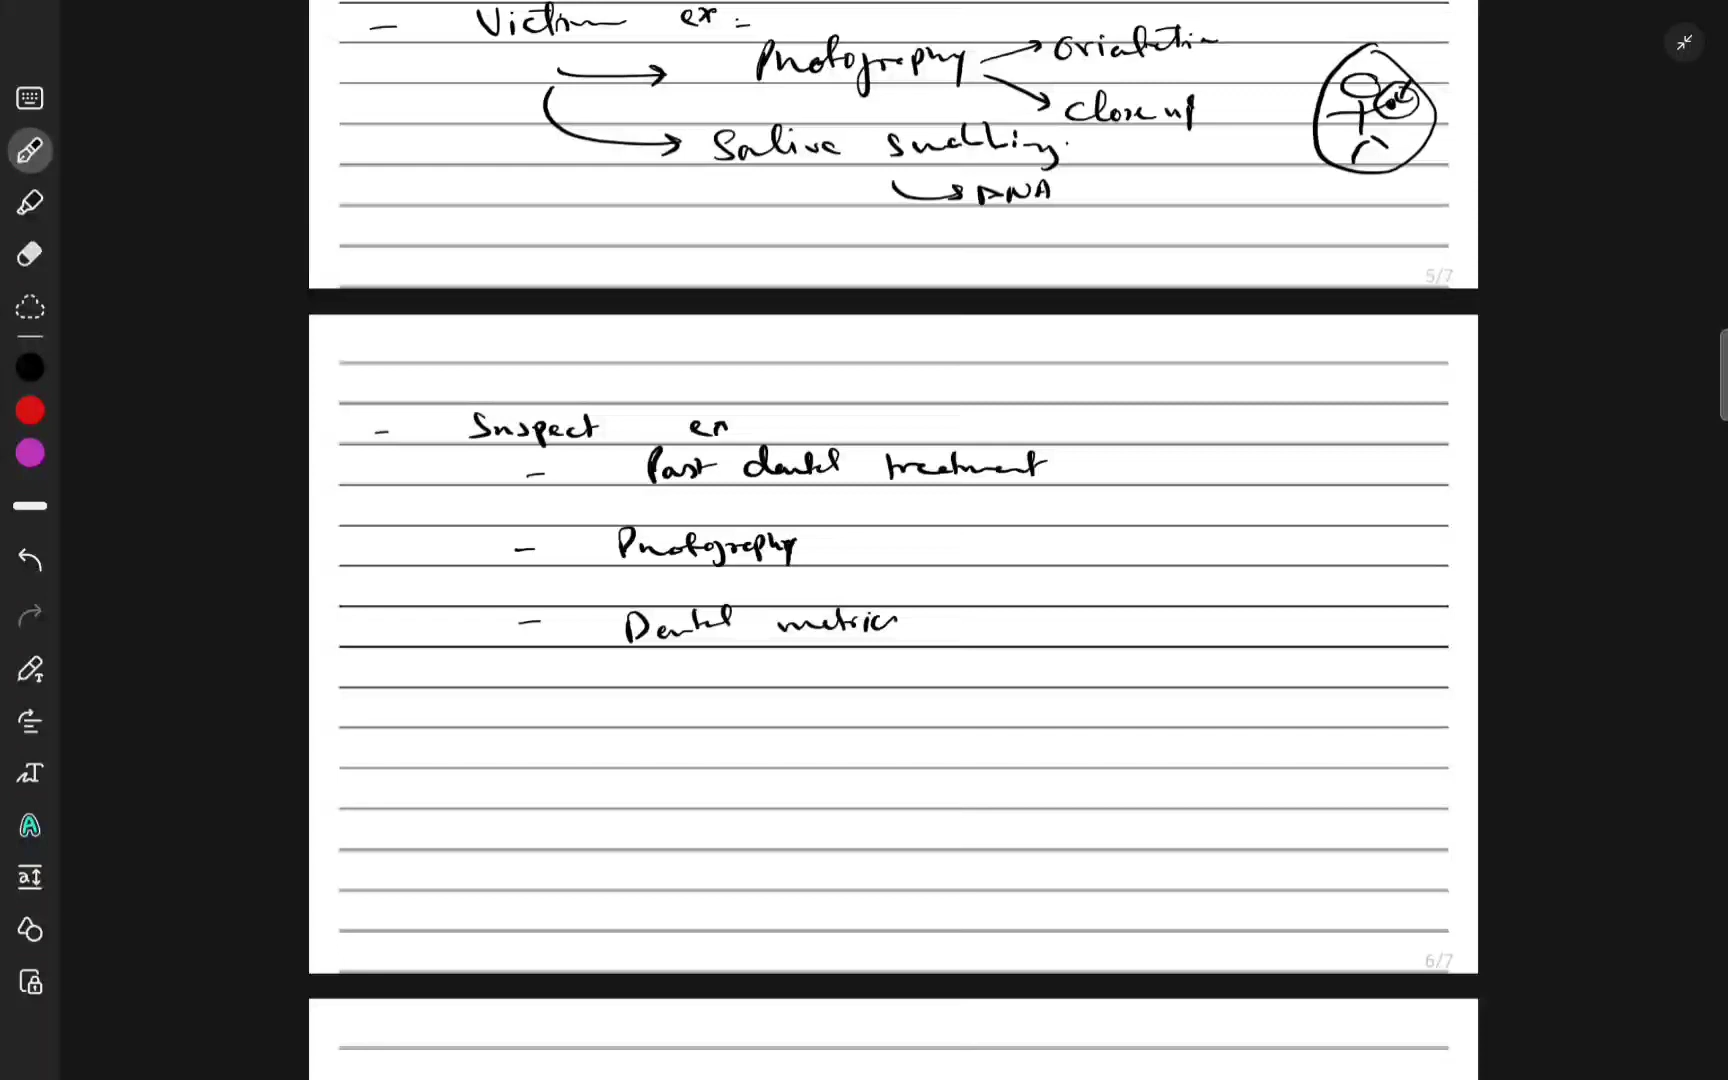 - Victim ex =
→ Photography → Orientation
→ Close up
→ Saliva swabbing.
→ DNA
5/7
- Suspect ex
- Past dental treatment
- Photography
- Dental metrics
6/7